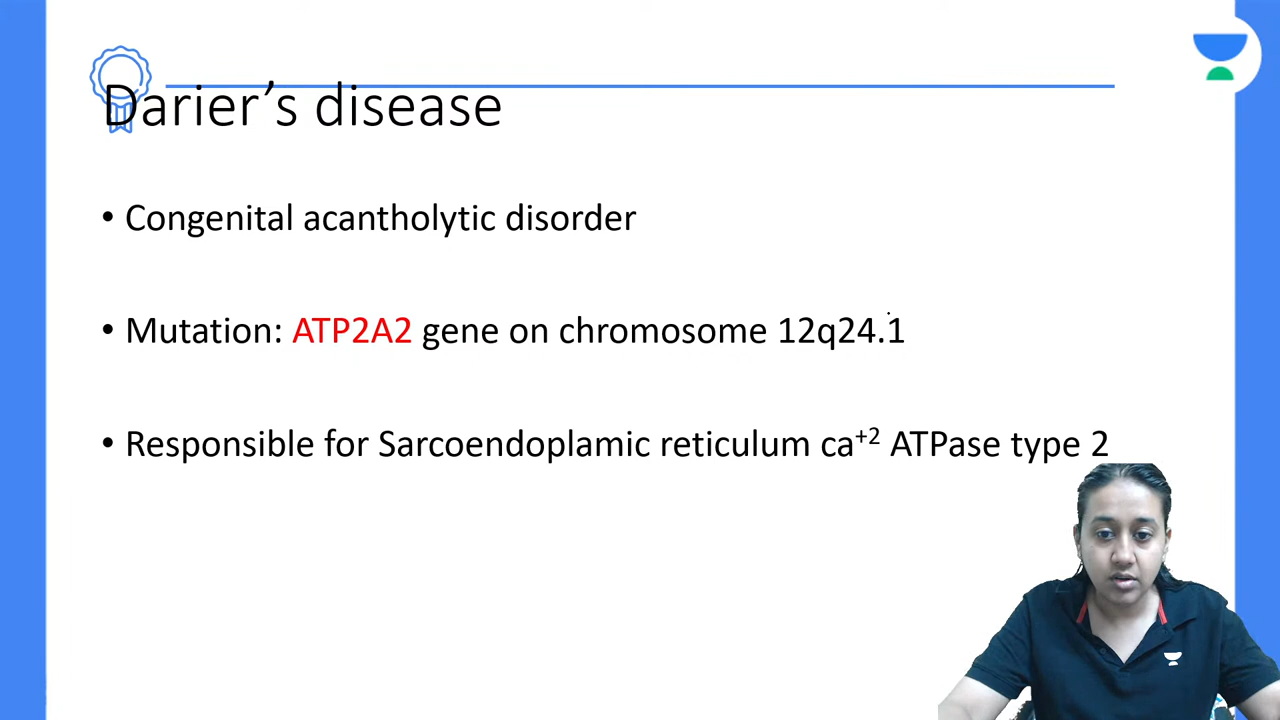 Darier’s disease
• Congenital acantholytic disorder
• Mutation: ATP2A2 gene on chromosome 12q24.1
• Responsible for Sarcoendoplamic reticulum ca⁺² ATPase type 2